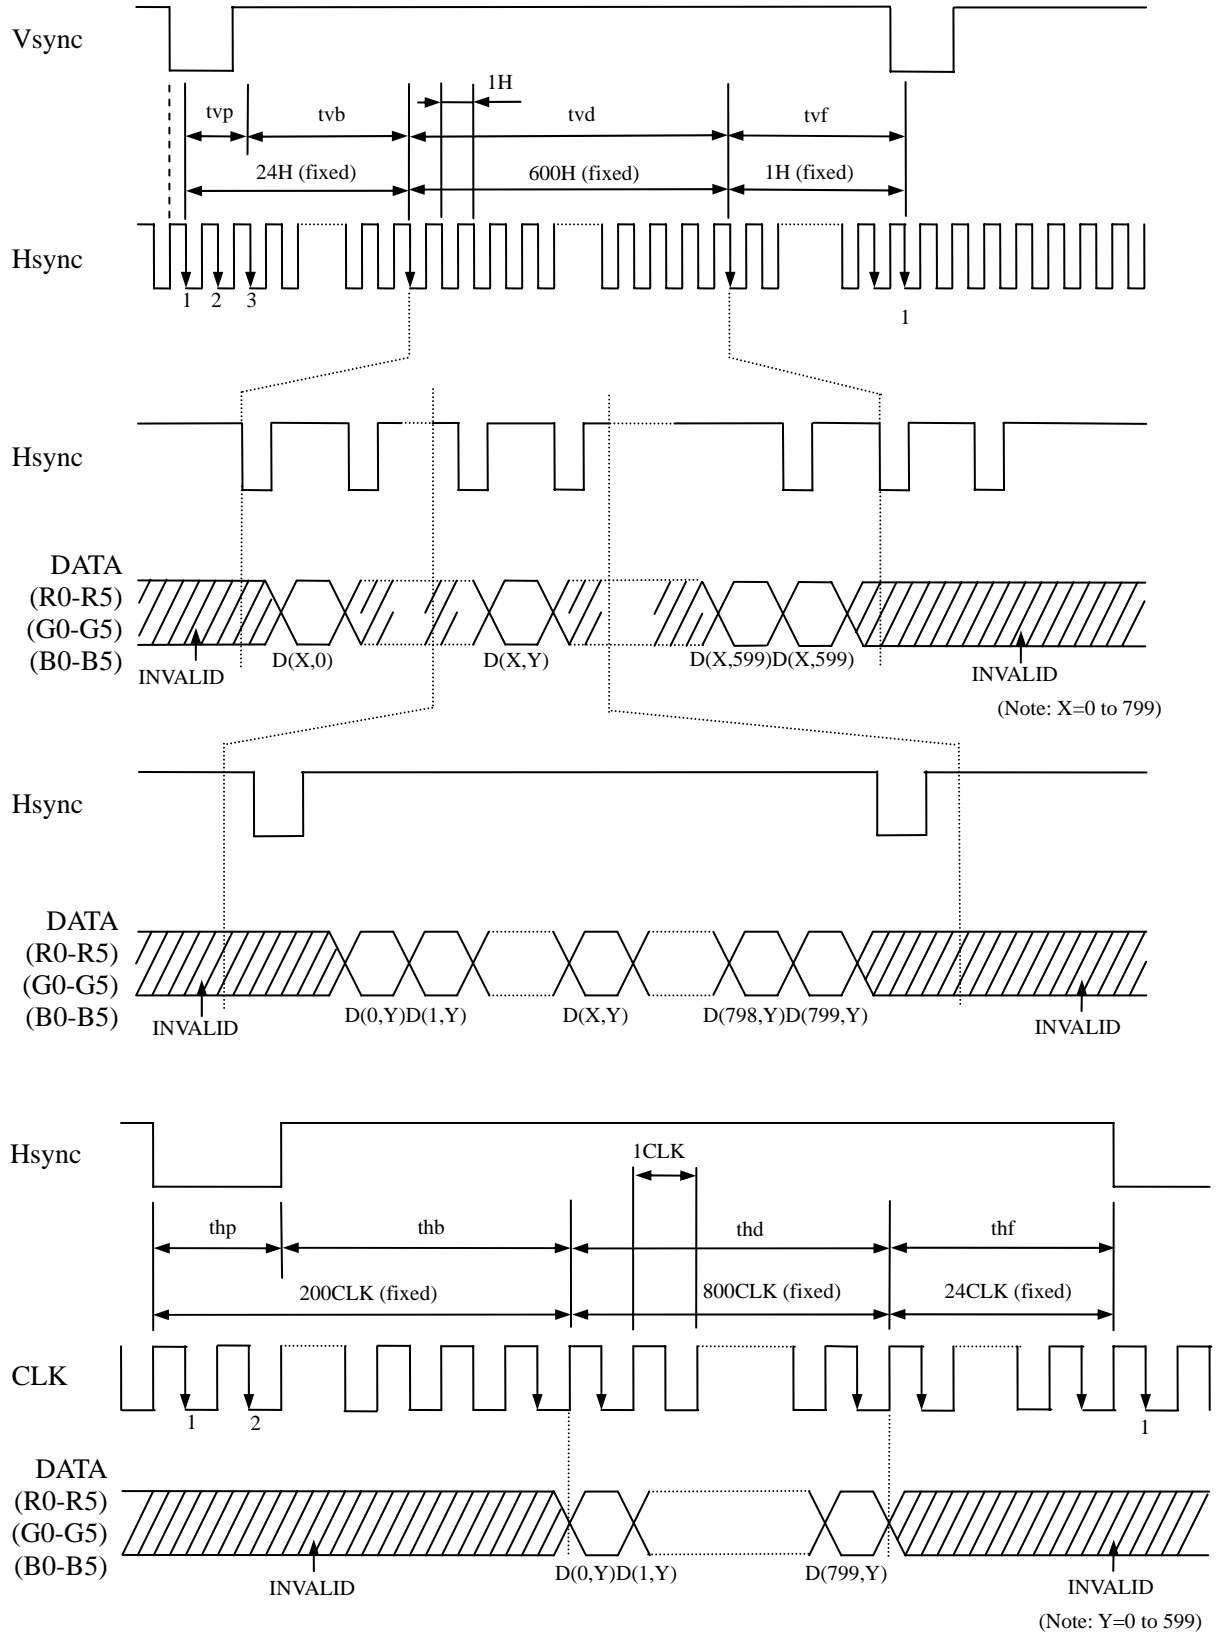 Vsync
1H
tvp tvb tvd tvf
24H (fixed) 600H (fixed) 1H (fixed)
Hsync
1 2 3 1
Hsync
DATA
(R0-R5)
(G0-G5)
(B0-B5)
INVALID D(X,0) D(X,Y) D(X,599)D(X,599) INVALID
(Note: X=0 to 799)
Hsync
DATA
(R0-R5)
(G0-G5)
(B0-B5)
INVALID D(0,Y)D(1,Y) D(X,Y) D(798,Y)D(799,Y) INVALID
Hsync
1CLK
thp thb thd thf
200CLK (fixed) 800CLK (fixed) 24CLK (fixed)
CLK
1 2 1
DATA
(R0-R5)
(G0-G5)
(B0-B5)
D(0,Y)D(1,Y) D(799,Y)
INVALID INVALID
(Note: Y=0 to 599)